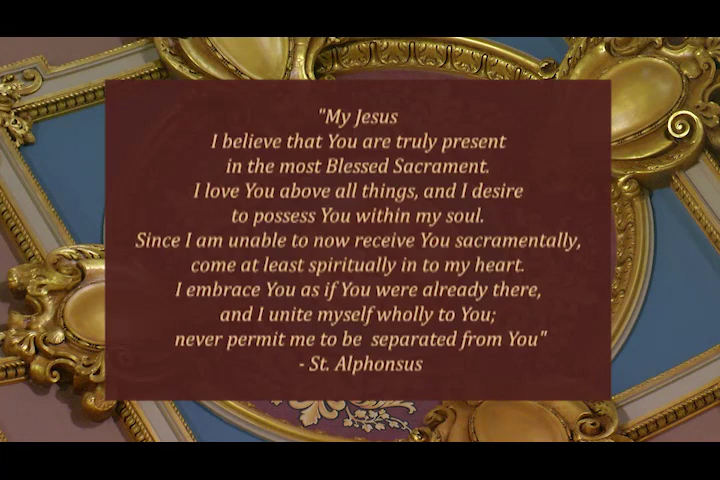 "My Jesus
I believe that You are truly present
in the most Blessed Sacrament.
I love You above all things, and I desire
to possess You within my soul.
Since I am unable to now receive You sacramentally,
come at least spiritually in to my heart.
I embrace You as if You were already there,
and I unite myself wholly to You;
never permit me to be  separated from You"
- St. Alphonsus